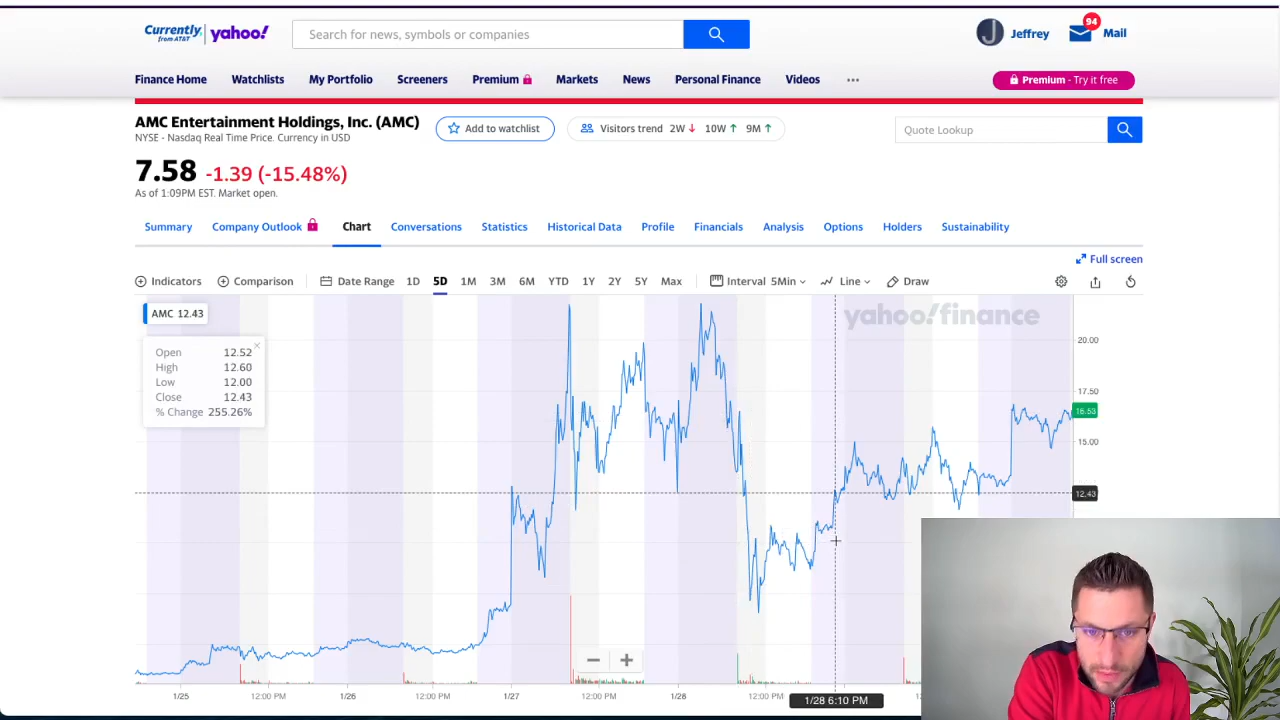 Currently,
from AT&T
yahoo!
Search for news, symbols or companies
J
Jeffrey
94
Mail
Finance Home
Watchlists
My Portfolio
Screeners
Premium
Markets
News
Personal Finance
Videos
...
Premium - Try it free
AMC Entertainment Holdings, Inc. (AMC)
NYSE - Nasdaq Real Time Price. Currency in USD
Add to watchlist
Visitors trend 2W ↓ 10W ↑ 9M ↑
Quote Lookup
7.58 -1.39 (-15.48%)
As of 1:09PM EST. Market open.
Summary
Company Outlook
Chart
Conversations
Statistics
Historical Data
Profile
Financials
Analysis
Options
Holders
Sustainability
Full screen
Indicators
Comparison
Date Range
1D
5D
1M
3M
6M
YTD
1Y
2Y
5Y
Max
Interval 5Min
Line
Draw
AMC 12.43
yahoo!finance
Open 12.52
High 12.60
Low 12.00
Close 12.43
% Change 255.26%
20.00
17.50
16.53
15.00
12.43
1/25
12:00 PM
1/26
12:00 PM
1/27
12:00 PM
1/28
12:00 PM
1/28 6:10 PM